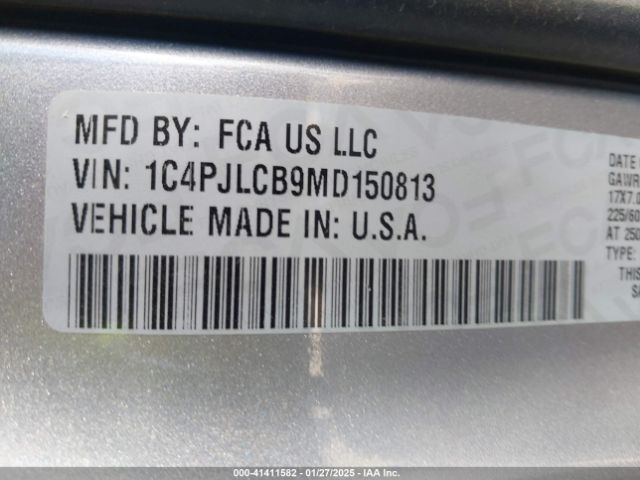 MFD BY: FCA US LLC
VIN: 1C4PJLCB9MD150813
VEHICLE MADE IN: U.S.A.
DATE
GAWR
17X7.0
225/60
AT 250
TYPE:
THIS
000-41411582 | 01/27/2025 | IAA Inc.